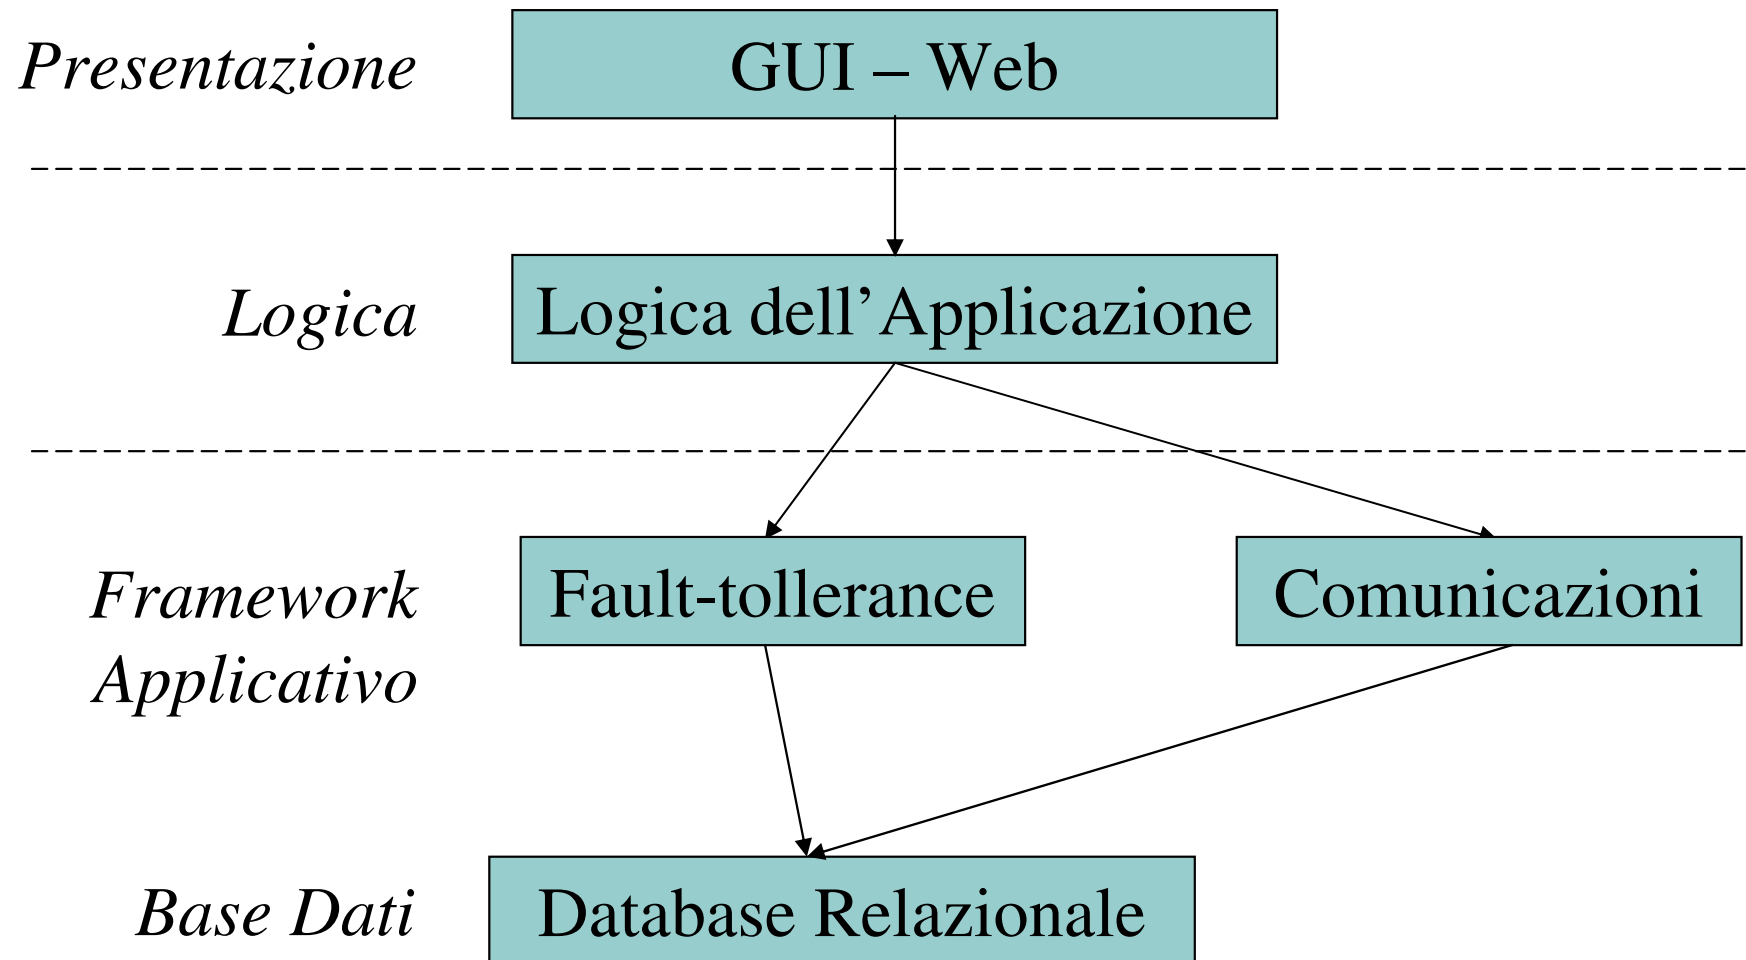 Presentazione
GUI – Web
Logica
Logica dell'Applicazione
Framework
Applicativo
Fault-tollerance
Comunicazioni
Base Dati
Database Relazionale